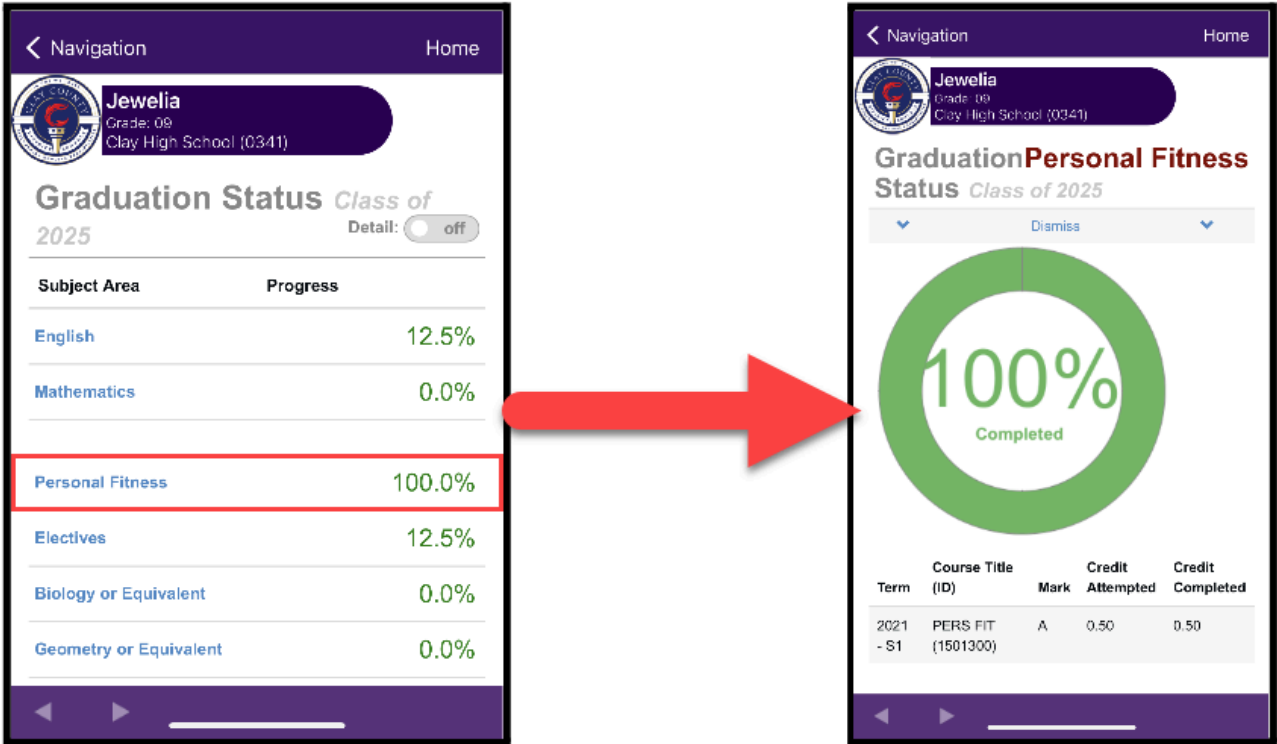 Navigation Home
Jewelia
Grade: 09
Clay High School (0341)
Graduation Status Class of
2025
Detail: off
Subject Area Progress
English 12.5%
Mathematics 0.0%
Personal Fitness 100.0%
Electives 12.5%
Biology or Equivalent 0.0%
Geometry or Equivalent 0.0%
Navigation Home
Jewelia
Grade: 09
Clay High School (0341)
Graduation Personal Fitness
Status Class of 2025
Dismiss
100%
Completed
Term Course Title (ID) Mark Credit Attempted Credit Completed
2021 - S1 PERS FIT (1501300) A 0.50 0.50